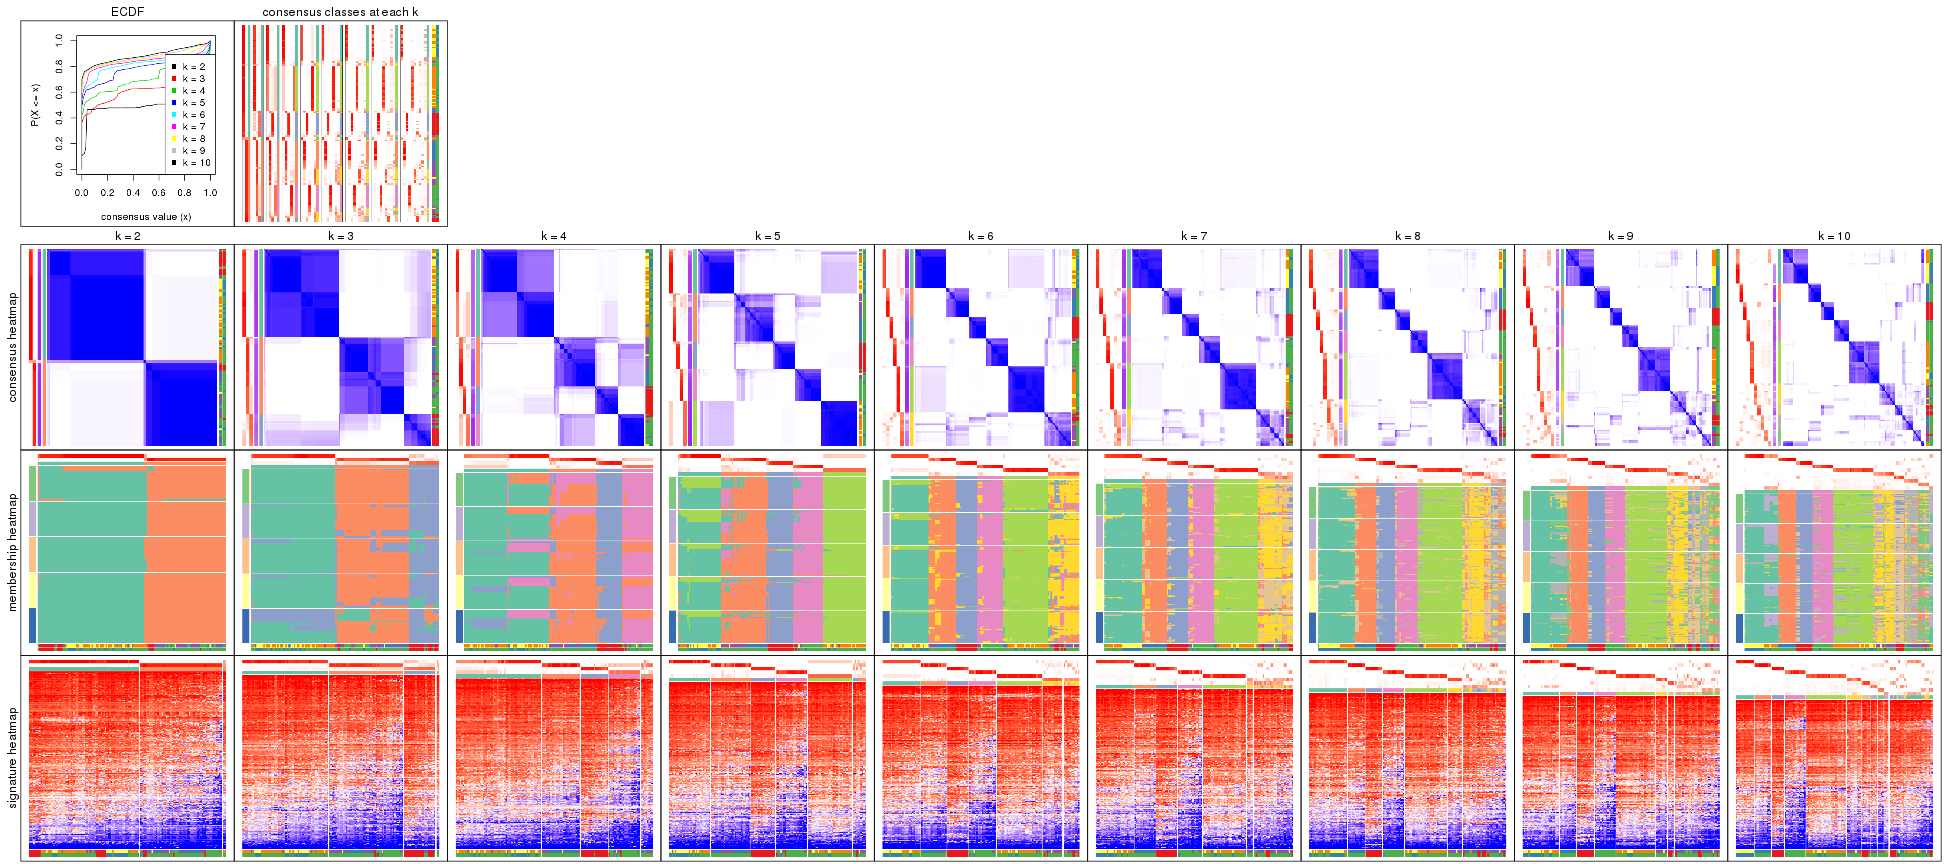 ECDF
consensus classes at each k
P(X <= x)
1.0
0.8
0.6
0.4
0.2
0.0
k = 2
k = 3
k = 4
k = 5
k = 6
k = 7
k = 8
k = 9
k = 10
0.0 0.2 0.4 0.6 0.8 1.0
consensus value (x)
k = 2 k = 3 k = 4 k = 5 k = 6 k = 7 k = 8 k = 9 k = 10
consensus heatmap
membership heatmap
signature heatmap